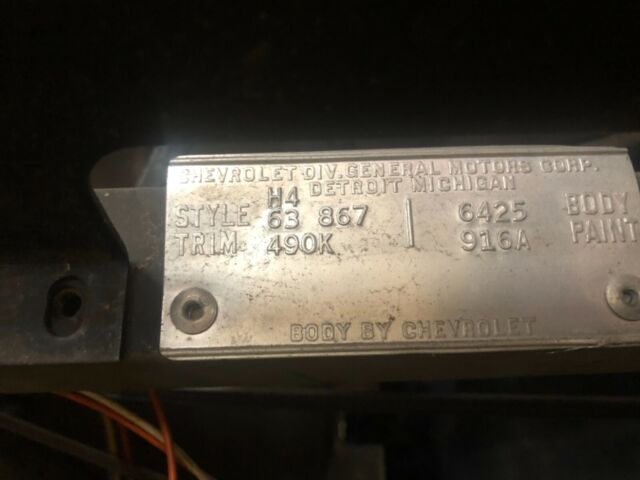 CHEVROLET DIV. GENERAL MOTORS CORP.
DETROIT MICHIGAN
H4
STYLE 63 867 | 6425 BODY
TRIM 490K 916A PAINT
BODY BY CHEVROLET